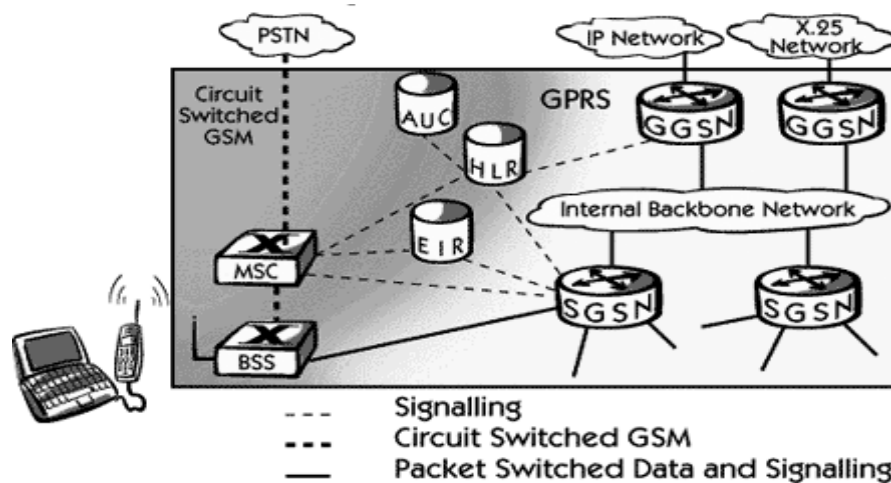 PSTN
IP Network
X.25
Network
Circuit
Switched
GSM
AUC
GPRS
GGSN
GGSN
HLR
EIR
Internal Backbone Network
MSC
SGSN
SGSN
BSS
Signalling
Circuit Switched GSM
Packet Switched Data and Signalling